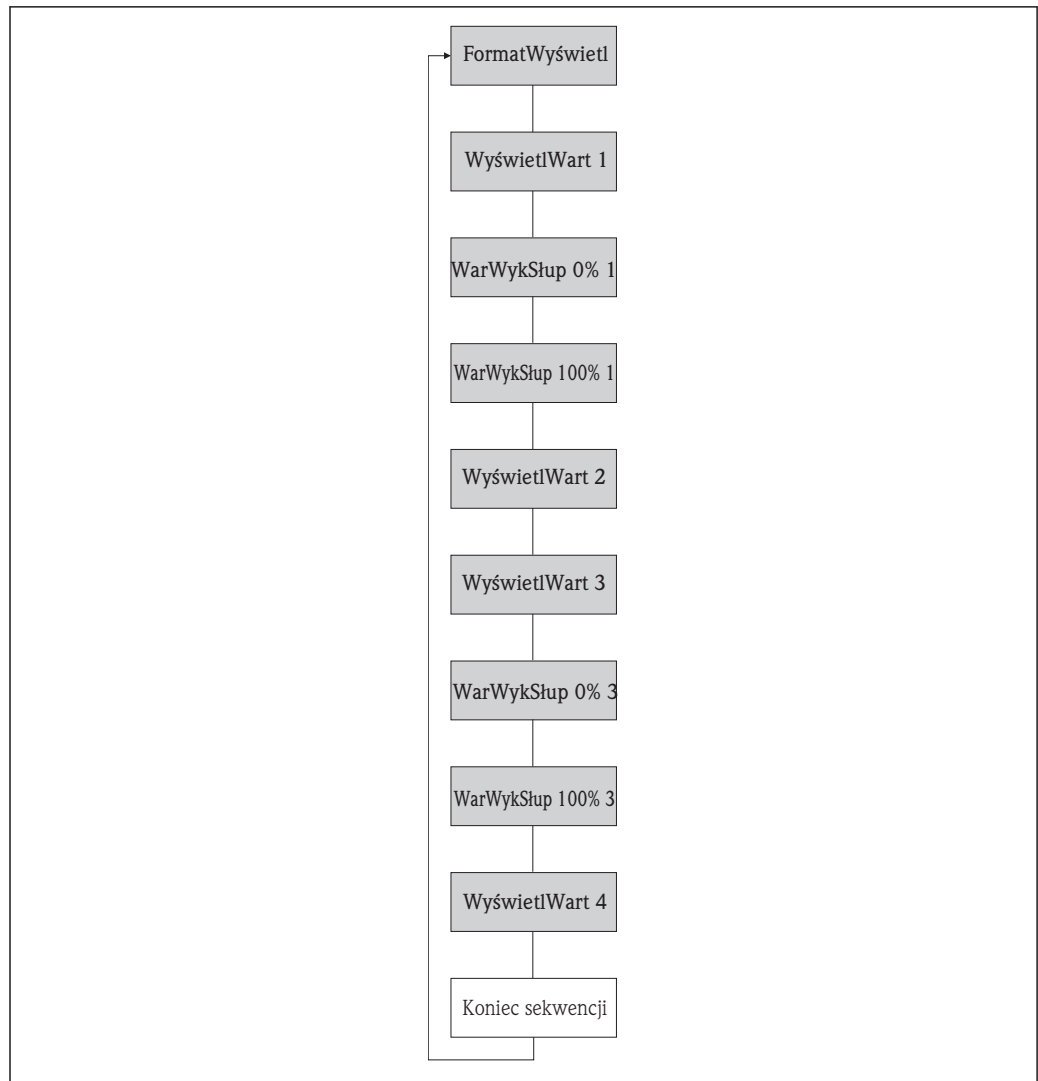 FormatWyświetl
WyświetlWart 1
WarWykSłup 0% 1
WarWykSłup 100% 1
WyświetlWart 2
WyświetlWart 3
WarWykSłup 0% 3
WarWykSłup 100% 3
WyświetlWart 4
Koniec sekwencji